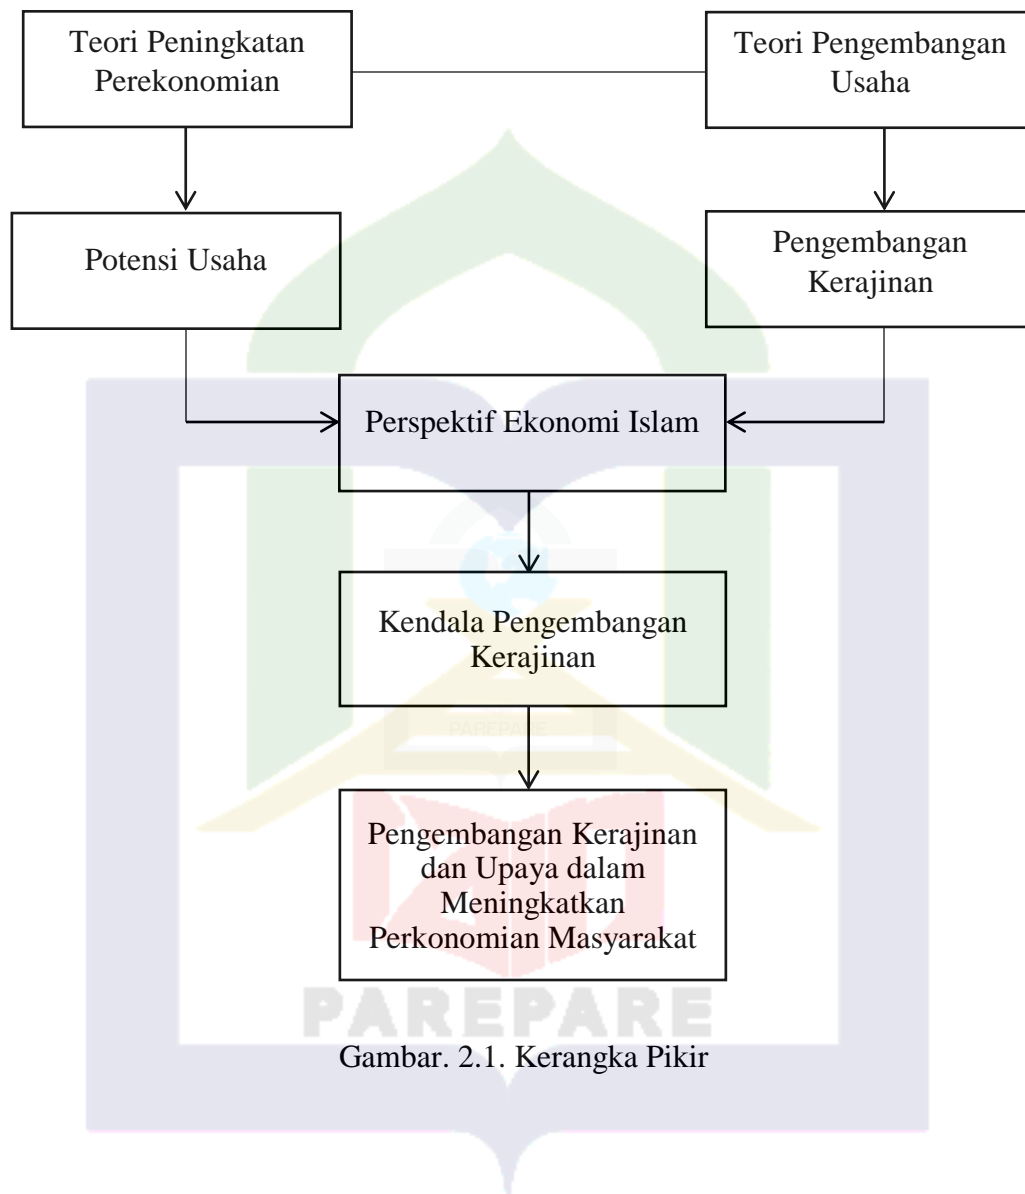 Teori Peningkatan
Perekonomian
Teori Pengembangan
Usaha
Potensi Usaha
Pengembangan
Kerajinan
Perspektif Ekonomi Islam
Kendala Pengembangan
Kerajinan
PAREPARE
Pengembangan Kerajinan
dan Upaya dalam
Meningkatkan
Perkonomian Masyarakat
PAREPARE
Gambar. 2.1. Kerangka Pikir